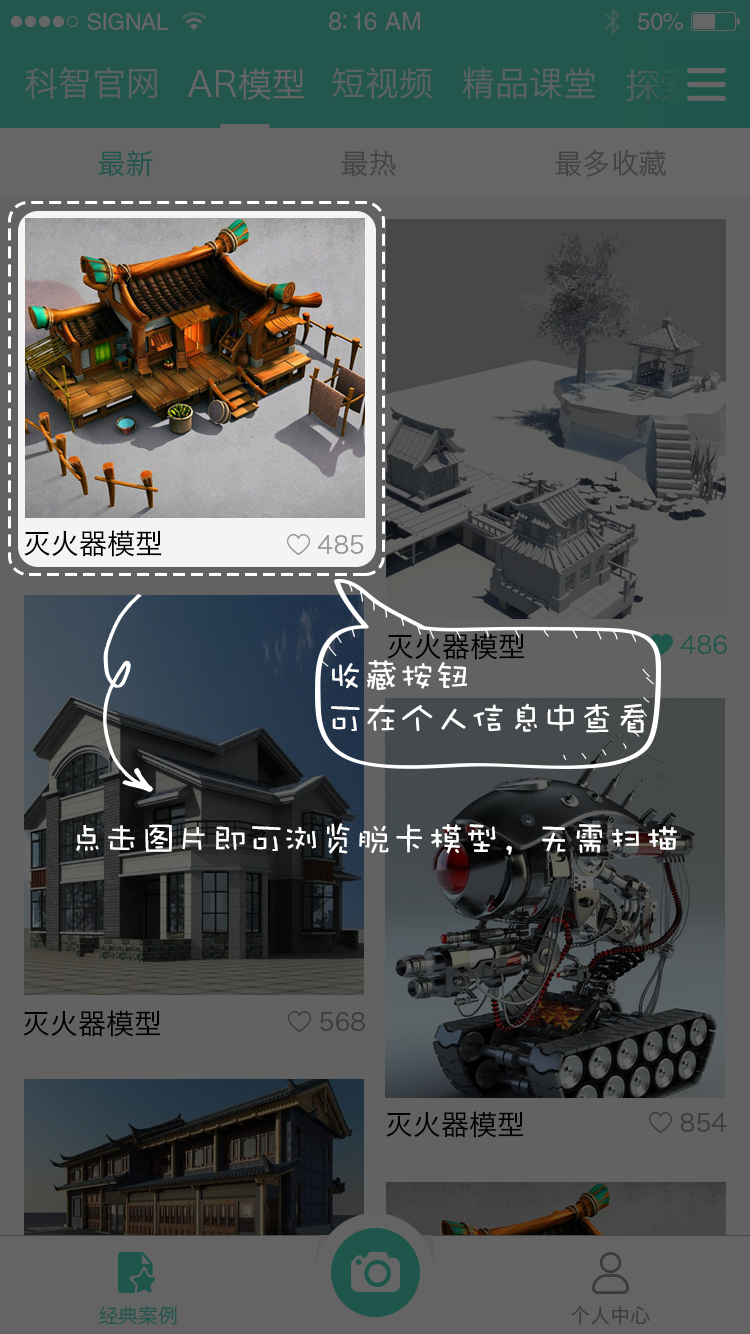 SIGNAL 8:16 AM 50%
科智官网 AR模型 短视频 精品课堂 探索
最新 最热 最多收藏
灭火器模型 485
灭火器模型 486
收藏按钮
可在个人信息中查看
点击图片即可浏览脱卡模型，无需扫描
灭火器模型 568
灭火器模型 854
经典案例 个人中心